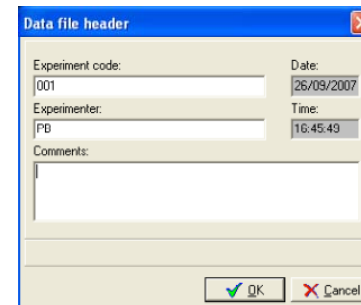 Data file header
Experiment code: Date:
001 26/09/2007
Experimenter: Time:
PB 16:45:49
Comments:
OK Cancel